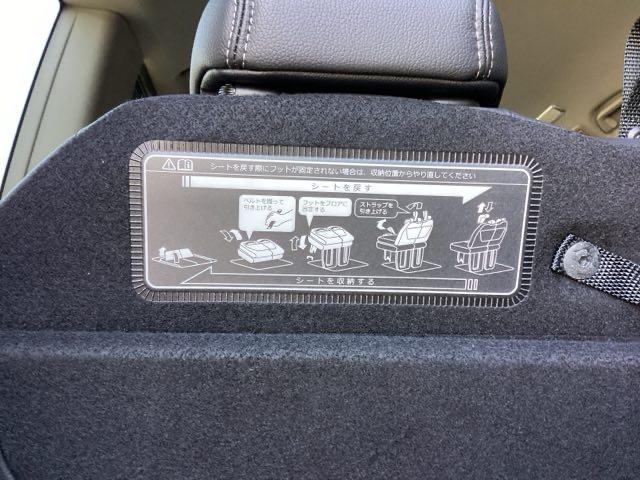 シートを戻す際にフットが固定されない場合は、収納位置からやり直してください
シートを戻す
ベルトを握って
引き上げる
フットをフロアに
固定する
ストラップを
引き上げる
シートを収納する